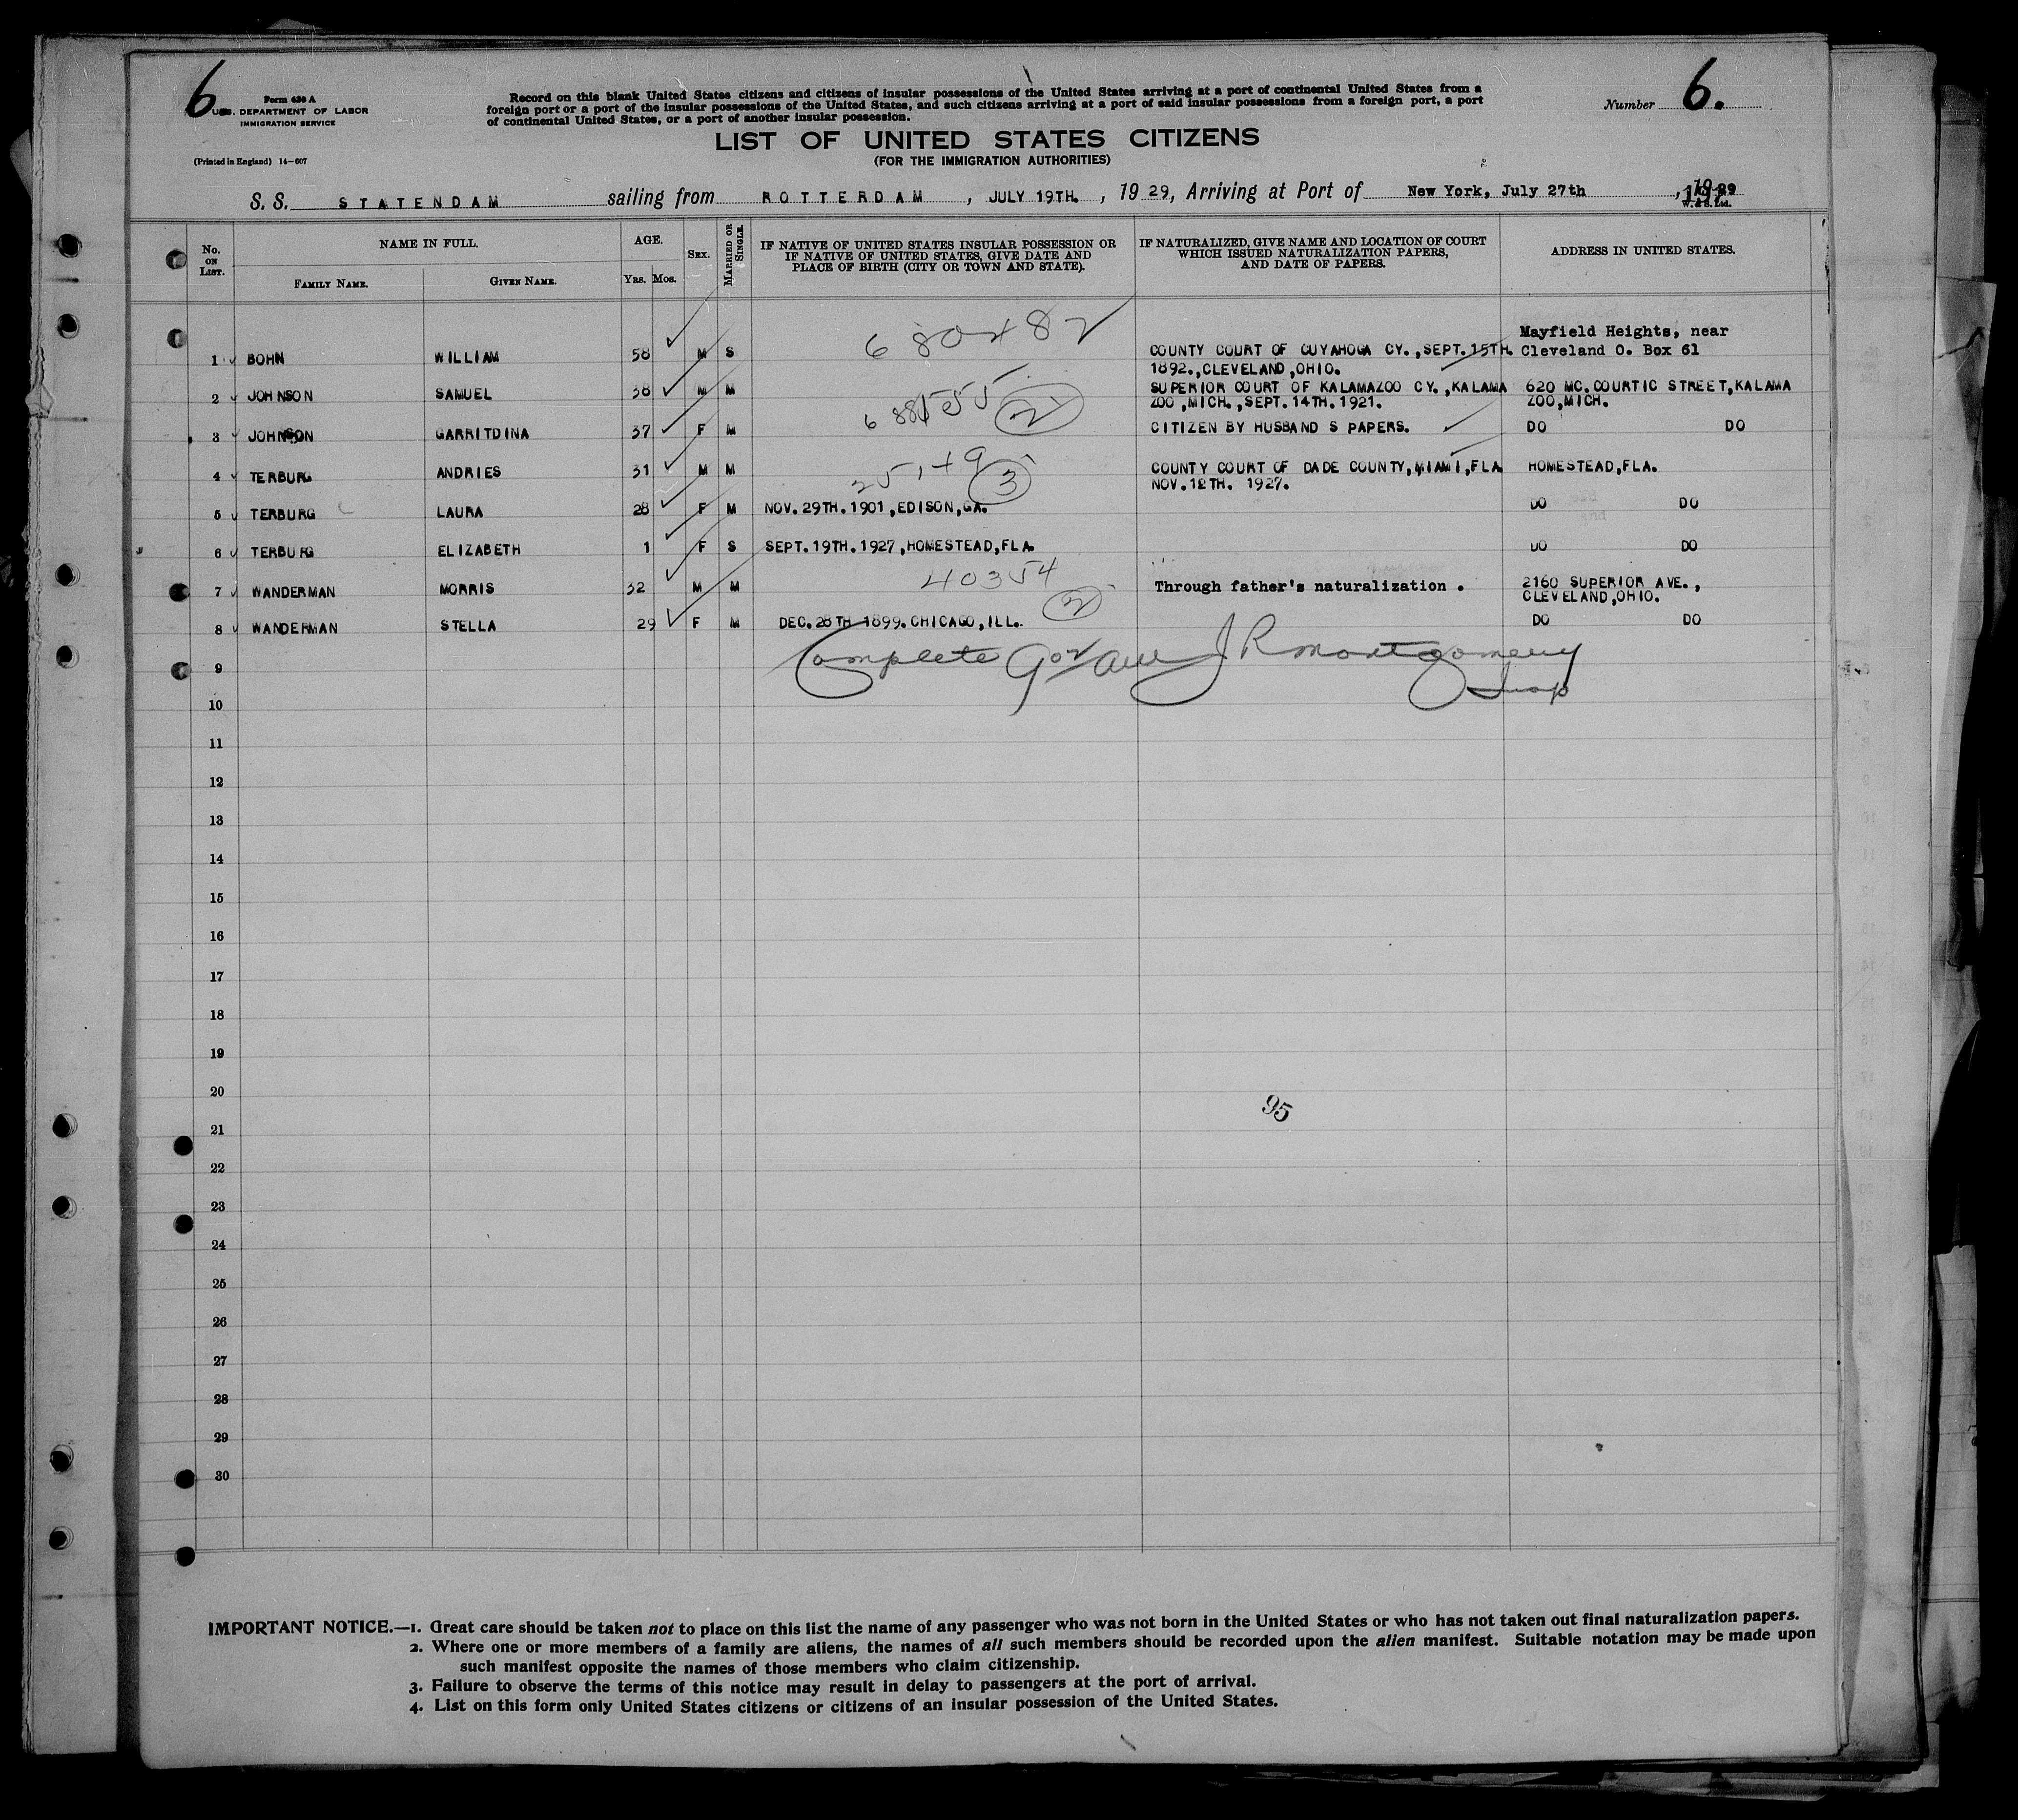 6
Form 630 A
U.S. DEPARTMENT OF LABOR
IMMIGRATION SERVICE
(Printed in England) 14-607
Record on this blank United States citizens and citizens of insular possessions of the United States arriving at a port of continental United States from a
foreign port or a port of the insular possessions of the United States, and such citizens arriving at a port of said insular possessions from a foreign port, a port
of continental United States, or a port of another insular possession.
Number 6.
LIST OF UNITED STATES CITIZENS
(FOR THE IMMIGRATION AUTHORITIES)
S. S. STATENDAM sailing from ROTTERDAM, JULY 19TH., 19 29, Arriving at Port of New York, July 27th, 1929
W. & S. Ltd.
No. ON LIST.
NAME IN FULL.
FAMILY NAME.
GIVEN NAME.
AGE.
YRS. MOS.
SEX.
MARRIED OR SINGLE.
IF NATIVE OF UNITED STATES INSULAR POSSESSION OR
IF NATIVE OF UNITED STATES, GIVE DATE AND
PLACE OF BIRTH (CITY OR TOWN AND STATE).
IF NATURALIZED, GIVE NAME AND LOCATION OF COURT
WHICH ISSUED NATURALIZATION PAPERS,
AND DATE OF PAPERS.
ADDRESS IN UNITED STATES.
Mayfield Heights, near
1 BOHN WILLIAM 58 M S COUNTY COURT OF CUYAHOGA CY.,SEPT.15TH. Cleveland O. Box 61
1892.,CLEVELAND,OHIO.
2 JOHNSON SAMUEL 38 M M SUPERIOR COURT OF KALAMAZOO CY.,KALAMA 620 MC.COURTIC STREET,KALAMA
ZOO,MICH.,SEPT.14TH.1921. ZOO,MICH.
2
3 JOHNSON GARRITDINA 37 F M CITIZEN BY HUSBAND S PAPERS. DO DO
4 TERBURG ANDRIES 31 M M COUNTY COURT OF DADE COUNTY,MIAMI,FLA HOMESTEAD,FLA.
3 NOV.12TH. 1927.
5 TERBURG LAURA 28 F M NOV.29TH.1901,EDISON,GA. DO DO
6 TERBURG ELIZABETH 1 F S SEPT.19TH.1927,HOMESTEAD,FLA. DO DO
40354
7 WANDERMAN MORRIS 32 M M Through father's naturalization. 2160 SUPERIOR AVE.,
2 CLEVELAND,OHIO.
8 WANDERMAN STELLA 29 F M DEC.28TH 1899.CHICAGO,ILL. DO DO
Complete J R Montgomery
Insp
9
10
11
12
13
14
15
16
17
18
19
20
95
21
22
23
24
25
26
27
28
29
30
IMPORTANT NOTICE.—1. Great care should be taken not to place on this list the name of any passenger who was not born in the United States or who has not taken out final naturalization papers.
2. Where one or more members of a family are aliens, the names of all such members should be recorded upon the alien manifest. Suitable notation may be made upon
such manifest opposite the names of those members who claim citizenship.
3. Failure to observe the terms of this notice may result in delay to passengers at the port of arrival.
4. List on this form only United States citizens or citizens of an insular possession of the United States.